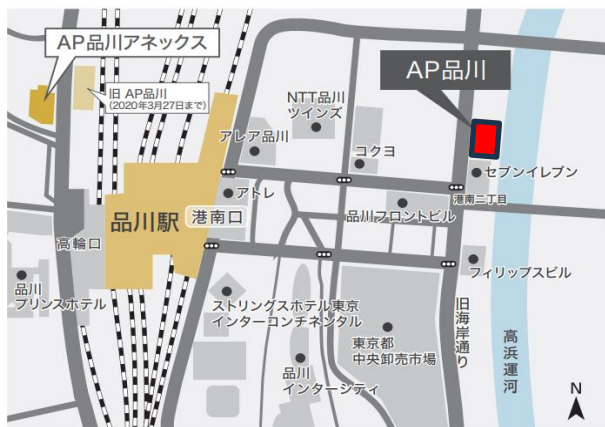 AP品川アネックス
旧 AP品川
(2020年3月27日まで)
NTT品川
ツインズ
AP品川
アレア品川
コクヨ
セブンイレブン
港南二丁目
アトレ
品川駅
港南口
品川フロントビル
高輪口
品川
プリンスホテル
フィリップスビル
ストリングスホテル東京
インターコンチネンタル
旧海岸通り
高浜運河
東京都
中央卸売市場
品川
インターシティ
N